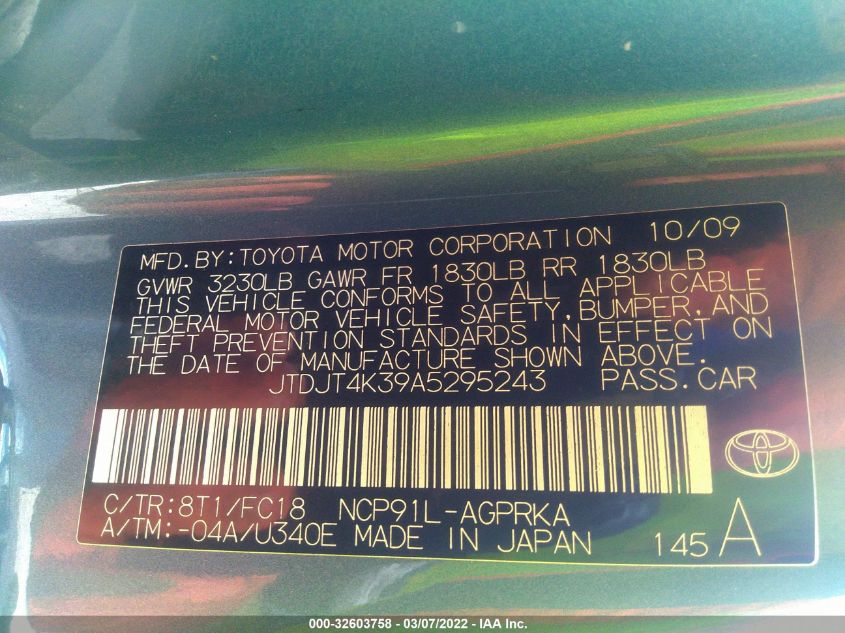 MFD.BY:TOYOTA MOTOR CORPORATION 10/09
GVWR 3230LB GAWR FR 1830LB RR 1830LB
THIS VEHICLE CONFORMS TO ALL APPLICABLE
FEDERAL MOTOR VEHICLE SAFETY, BUMPER, AND
THEFT PREVENTION STANDARDS IN EFFECT ON
THE DATE OF MANUFACTURE SHOWN ABOVE.
JTDJT4K39A5295243 PASS.CAR
C/TR:8T1/FC18 NCP91L-AGPRKA
A/TM:-04A/U340E MADE IN JAPAN 145 A
000-32603758 - 03/07/2022 - IAA Inc.